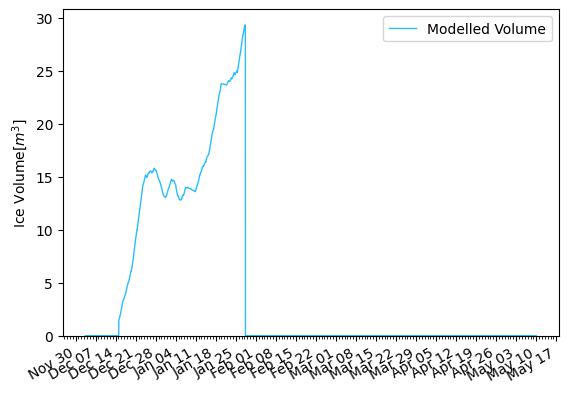 30
Modelled Volume
25
20
15
10
5
0
Ice Volume[m³]
Nov 30
Dec 07
Dec 14
Dec 21
Dec 28
Jan 04
Jan 11
Jan 18
Jan 25
Feb 01
Feb 08
Feb 15
Feb 22
Mar 01
Mar 08
Mar 15
Mar 22
Mar 29
Apr 05
Apr 12
Apr 19
Apr 26
May 03
May 10
May 17